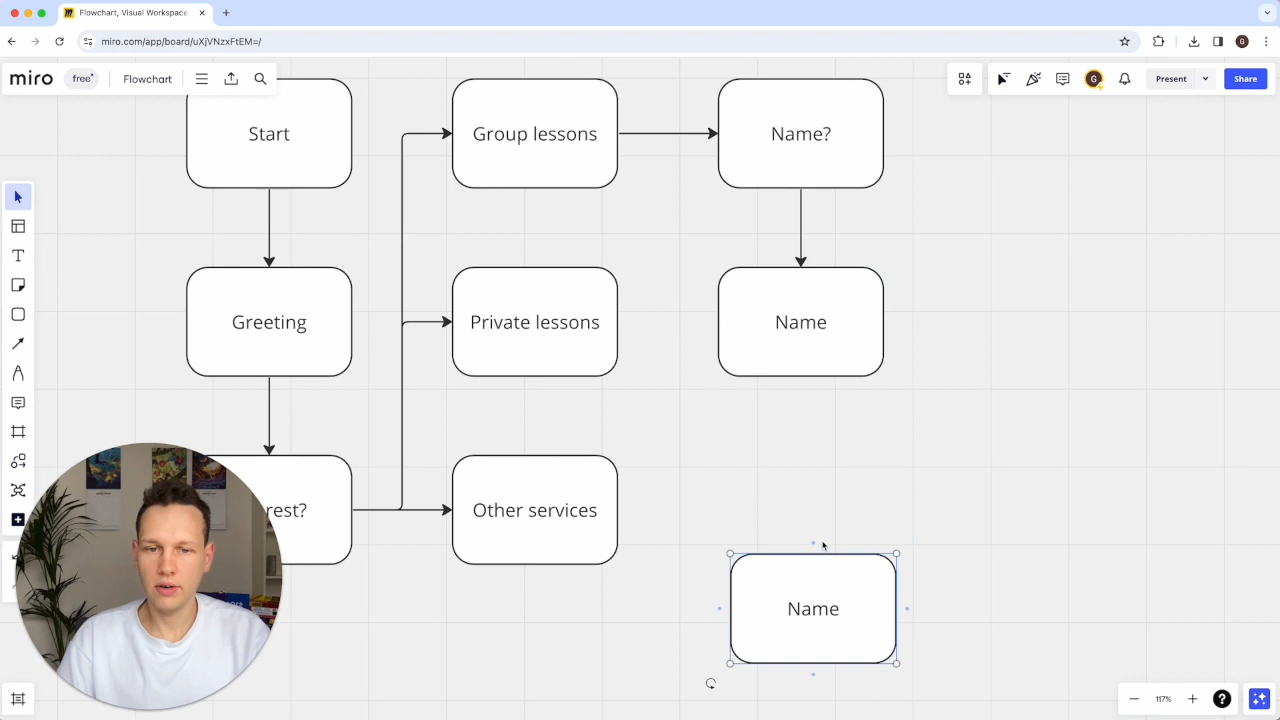 Flowchart, Visual Workspace
miro.com/app/board/uXjVNzxFtEM=/
G
miro
free
Flowchart
G
Present
Share
Start
Group lessons
Name?
Greeting
Private lessons
Name
rest?
Other services
Name
117%
?